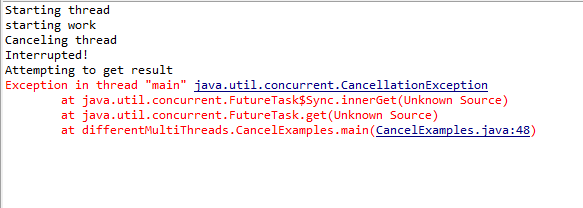 Starting thread
starting work
Canceling thread
Interrupted!
Attempting to get result
Exception in thread "main" java.util.concurrent.CancellationException
at java.util.concurrent.FutureTask$Sync.innerGet(Unknown Source)
at java.util.concurrent.FutureTask.get(Unknown Source)
at differentMultiThreads.CancelExamples.main(CancelExamples.java:48)